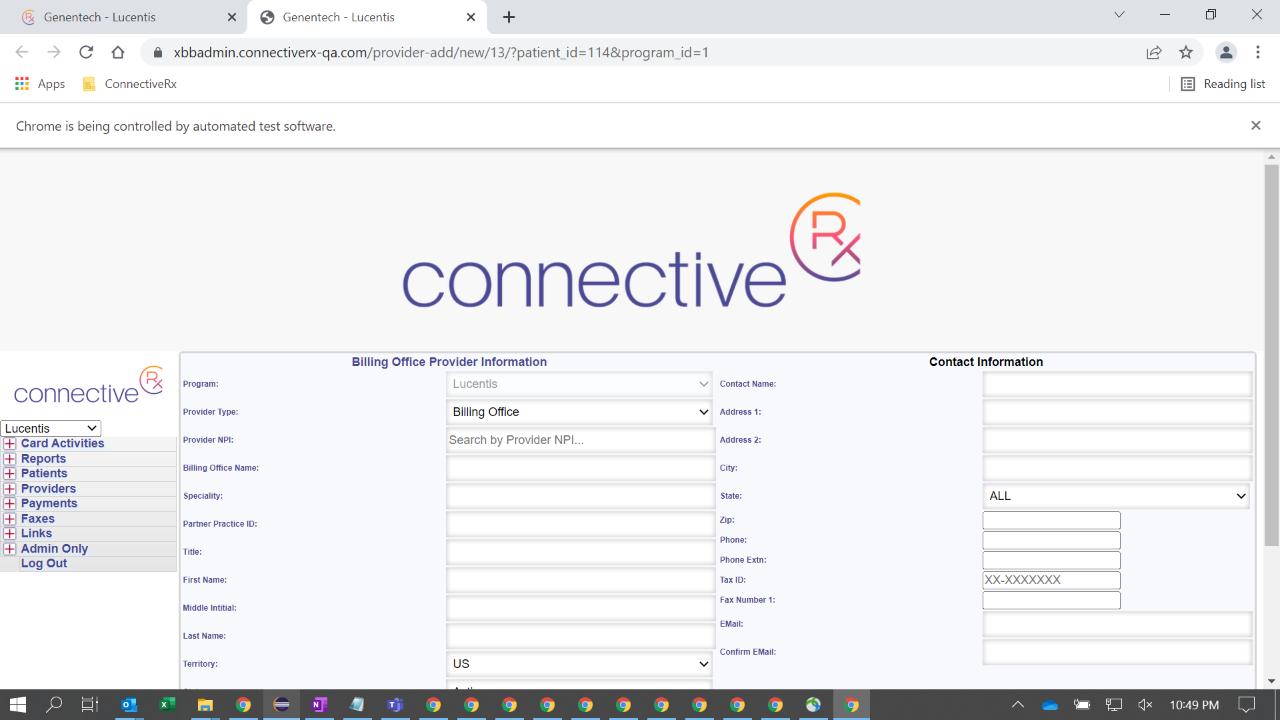 Genentech - Lucentis
Genentech - Lucentis
xbbadmin.connectiverx-qa.com/provider-add/new/13/?patient_id=114&program_id=1
Apps
ConnectiveRx
Reading list
Chrome is being controlled by automated test software.
connective Rx
connective Rx
Lucentis
Card Activities
Reports
Patients
Providers
Payments
Faxes
Links
Admin Only
Log Out
Billing Office Provider Information
Program: Lucentis
Provider Type: Billing Office
Provider NPI: Search by Provider NPI...
Billing Office Name:
Speciality:
Partner Practice ID:
Title:
First Name:
Middle Intitial:
Last Name:
Territory: US
Contact Information
Contact Name:
Address 1:
Address 2:
City:
State: ALL
Zip:
Phone:
Phone Extn:
Tax ID: XX-XXXXXXX
Fax Number 1:
EMail:
Confirm EMail:
10:49 PM